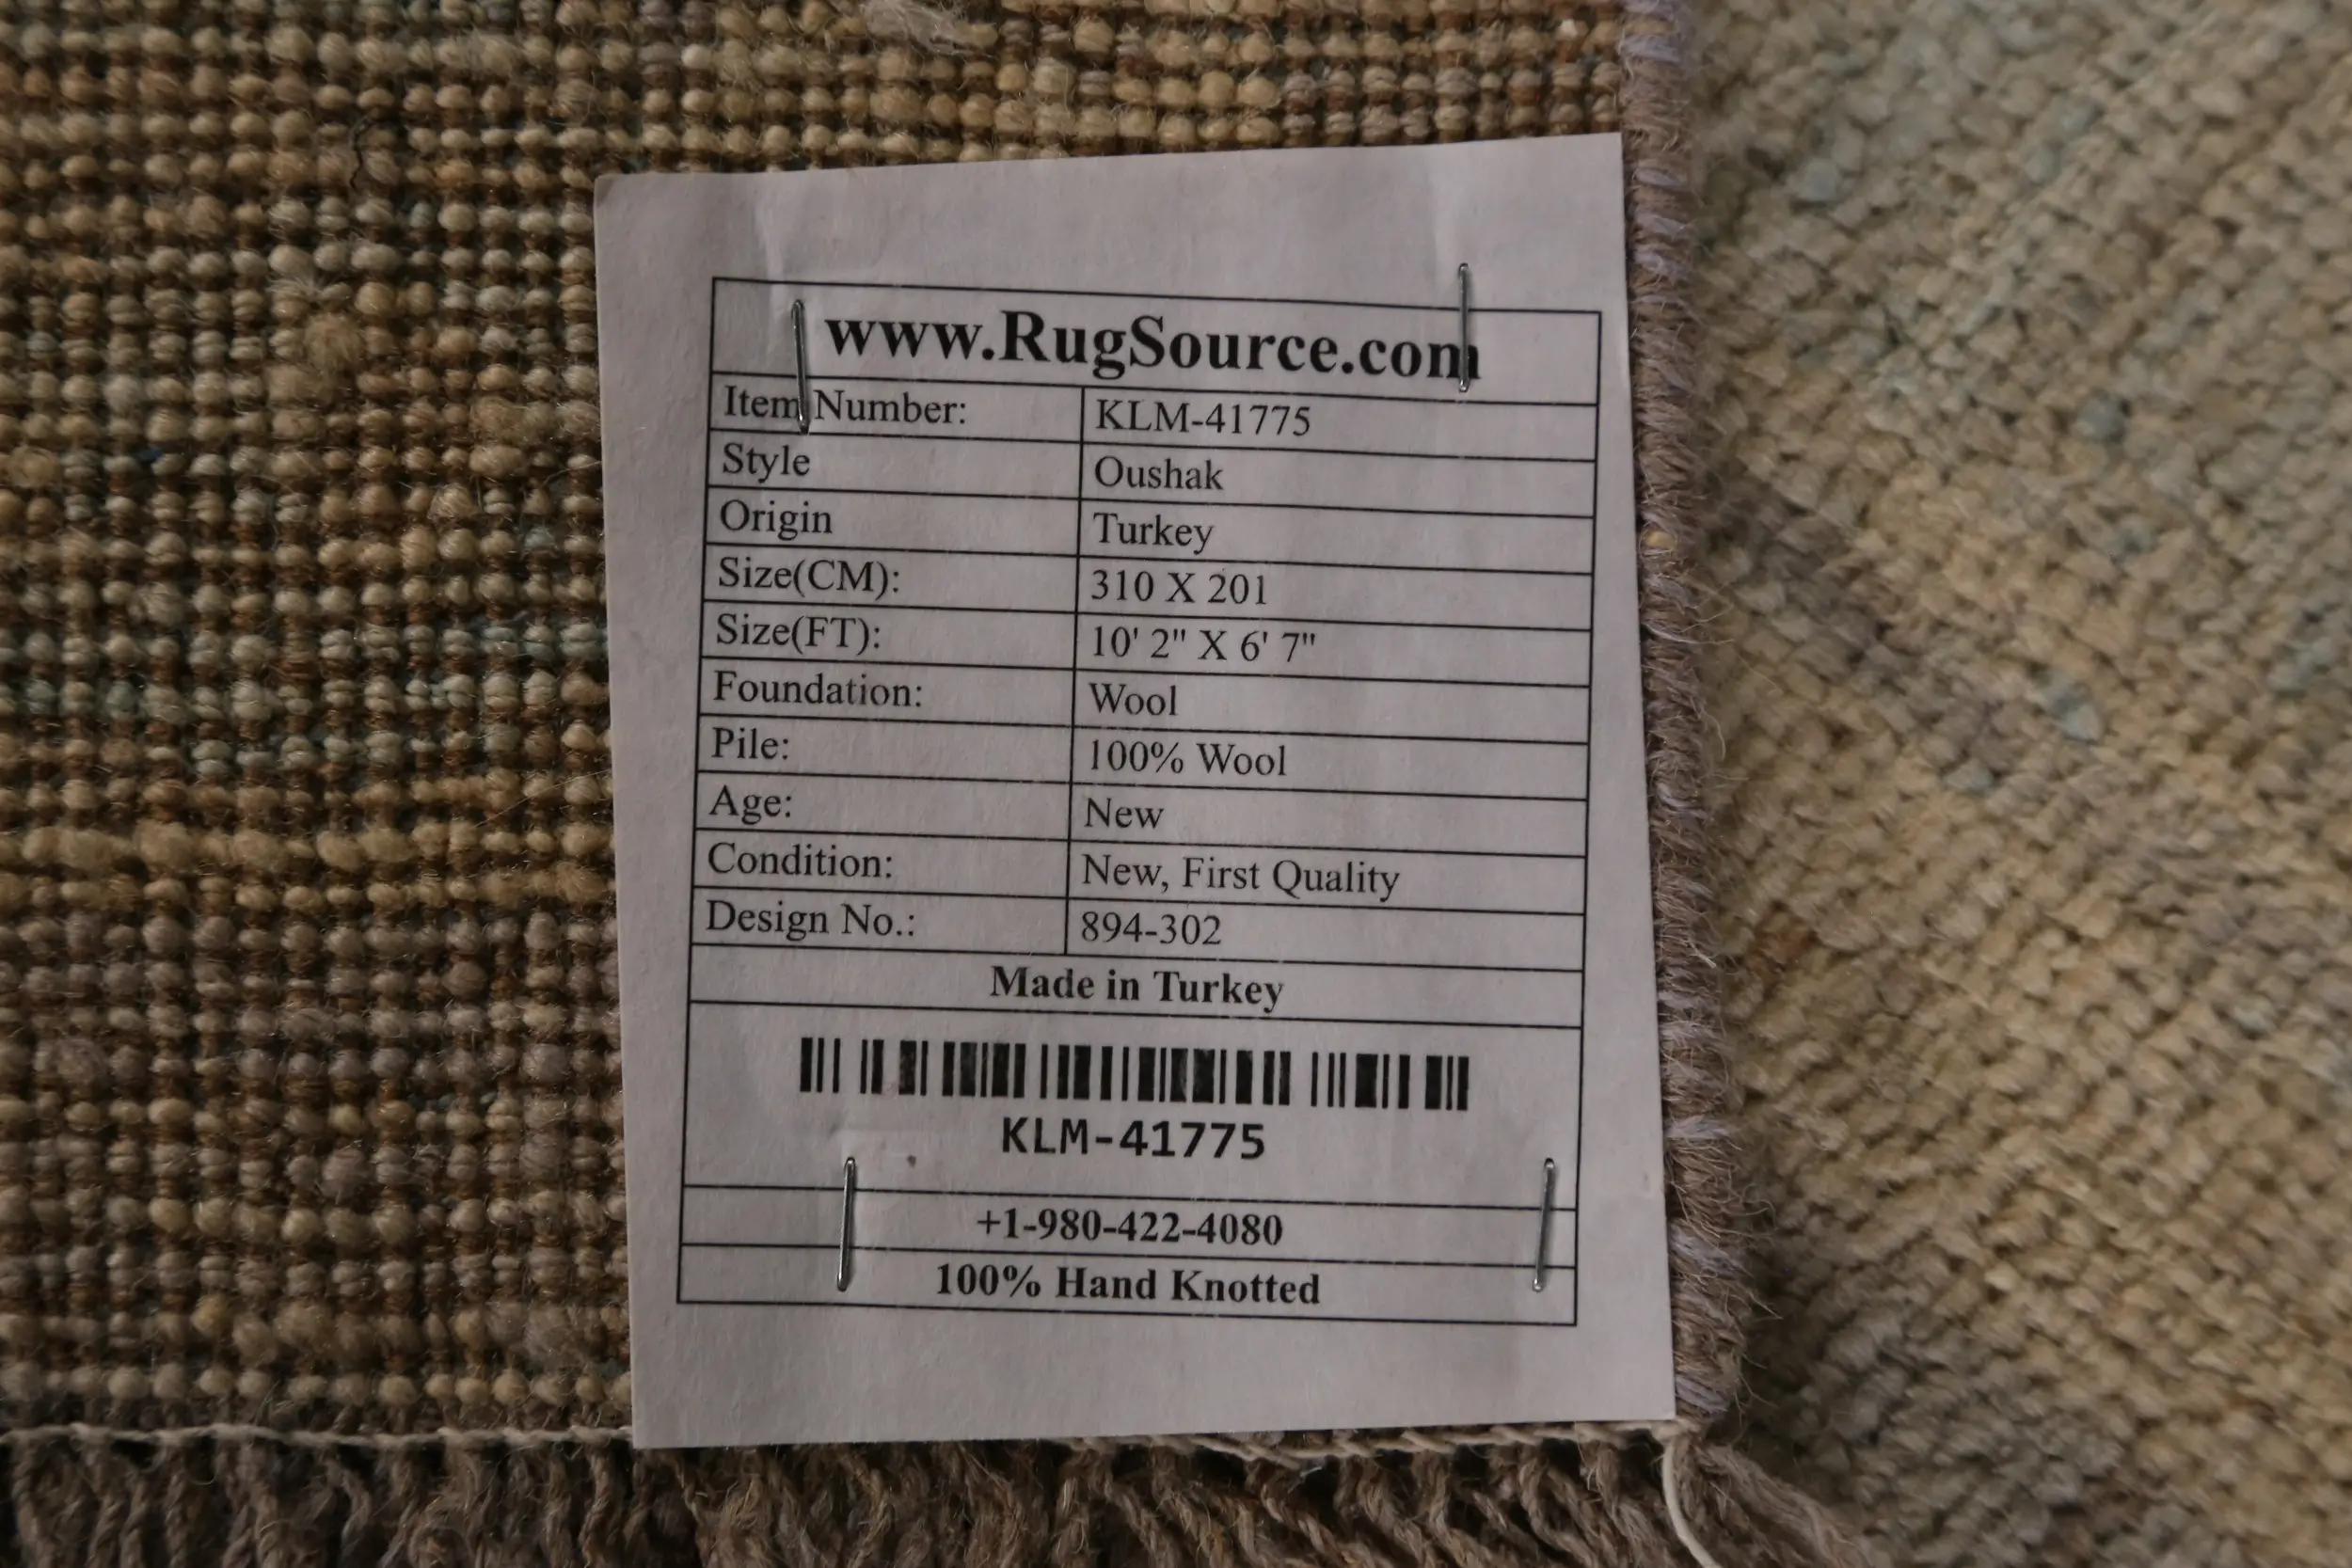 www.RugSource.com
Item Number: KLM-41775
Style Oushak
Origin Turkey
Size(CM): 310 X 201
Size(FT): 10' 2" X 6' 7"
Foundation: Wool
Pile: 100% Wool
Age: New
Condition: New, First Quality
Design No.: 894-302
Made in Turkey
KLM-41775
+1-980-422-4080
100% Hand Knotted